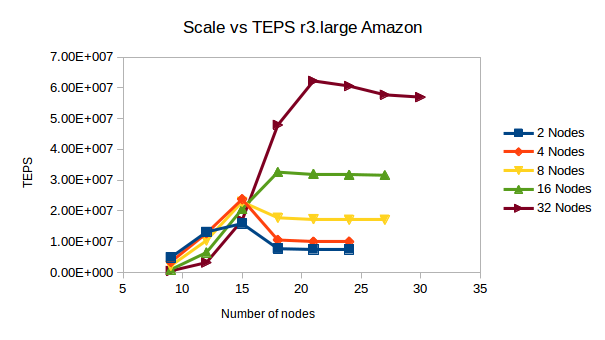 Scale vs TEPS r3.large Amazon
7.00E+007
6.00E+007
5.00E+007
4.00E+007
3.00E+007
2.00E+007
1.00E+007
0.00E+000
TEPS
5 10 15 20 25 30 35
Number of nodes
2 Nodes
4 Nodes
8 Nodes
16 Nodes
32 Nodes